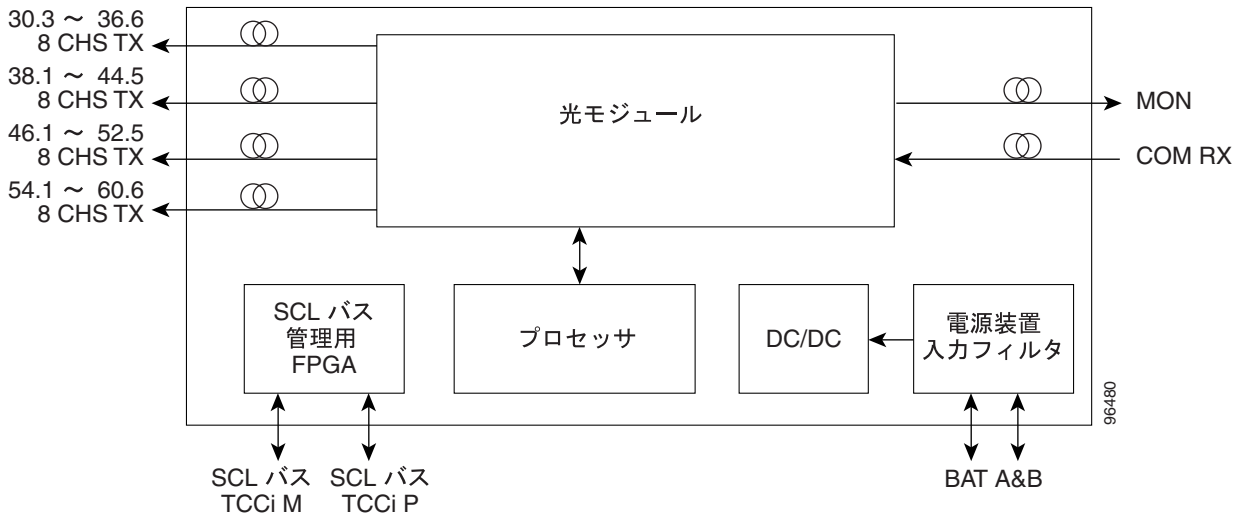 30.3 ～ 36.6
8 CHS TX
38.1 ～ 44.5
8 CHS TX
46.1 ～ 52.5
8 CHS TX
54.1 ～ 60.6
8 CHS TX
光モジュール
MON
COM RX
SCL バス
管理用
FPGA
プロセッサ
DC/DC
電源装置
入力フィルタ
96480
SCL バス
TCCi M
SCL バス
TCCi P
BAT A&B